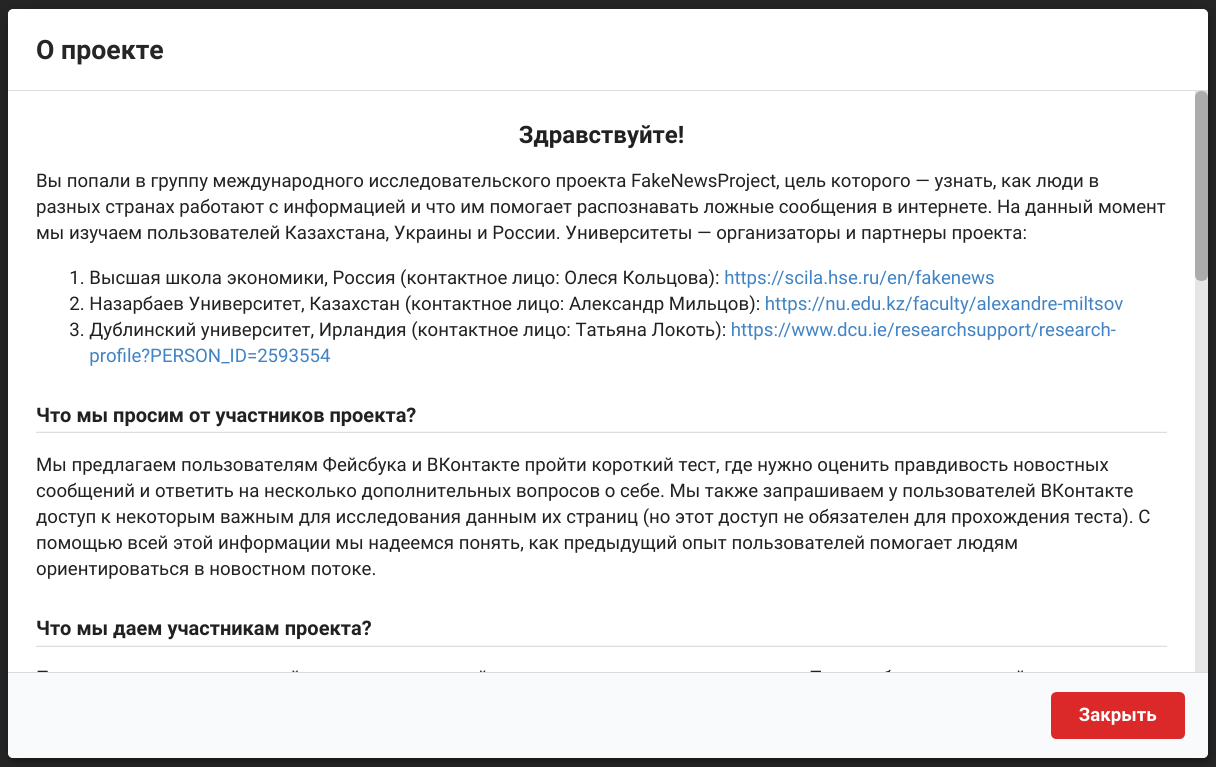 О проекте
Здравствуйте!
Вы попали в группу международного исследовательского проекта FakeNewsProject, цель которого — узнать, как люди в
разных странах работают с информацией и что им помогает распознавать ложные сообщения в интернете. На данный момент
мы изучаем пользователей Казахстана, Украины и России. Университеты — организаторы и партнеры проекта:
1. Высшая школа экономики, Россия (контактное лицо: Олеся Кольцова): https://scila.hse.ru/en/fakenews
2. Назарбаев Университет, Казахстан (контактное лицо: Александр Мильцов): https://nu.edu.kz/faculty/alexandre-miltsov
3. Дублинский университет, Ирландия (контактное лицо: Татьяна Локоть): https://www.dcu.ie/researchsupport/research-
profile?PERSON_ID=2593554
Что мы просим от участников проекта?
Мы предлагаем пользователям Фейсбука и ВКонтакте пройти короткий тест, где нужно оценить правдивость новостных
сообщений и ответить на несколько дополнительных вопросов о себе. Мы также запрашиваем у пользователей ВКонтакте
доступ к некоторым важным для исследования данным их страниц (но этот доступ не обязателен для прохождения теста). С
помощью всей этой информации мы надеемся понять, как предыдущий опыт пользователей помогает людям
ориентироваться в новостном потоке.
Что мы даем участникам проекта?
Закрыть